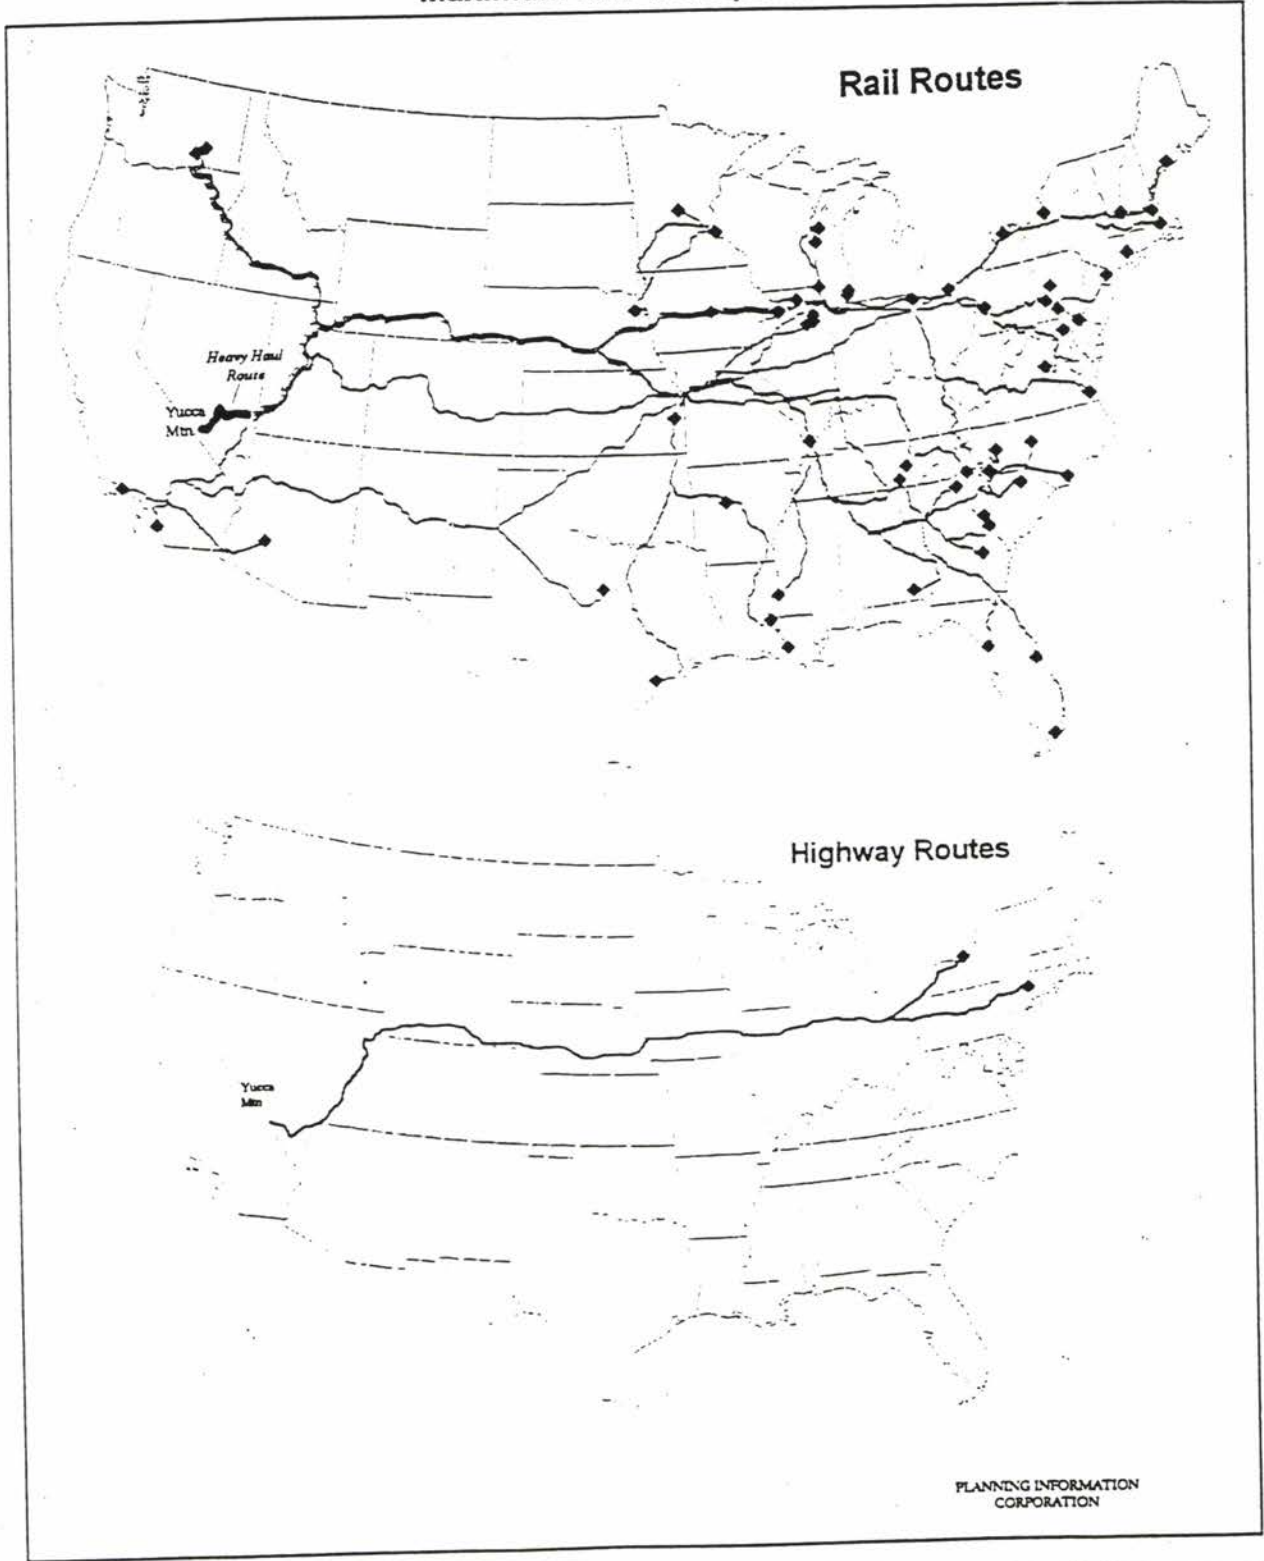 Rail Routes
Heavy Haul
Route
Yucca
Mtn.
Highway Routes
Yucca
Mtn
PLANNING INFORMATION
CORPORATION